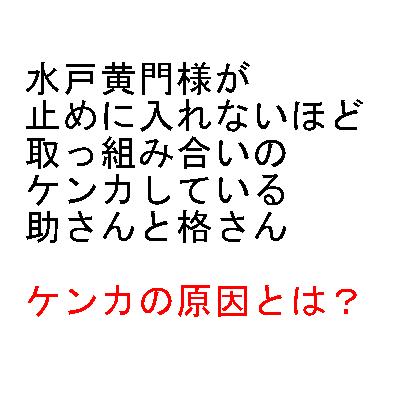 水戸黄門様が
止めに入れないほど
取っ組み合いの
ケンカしている
助さんと格さん
ケンカの原因とは？